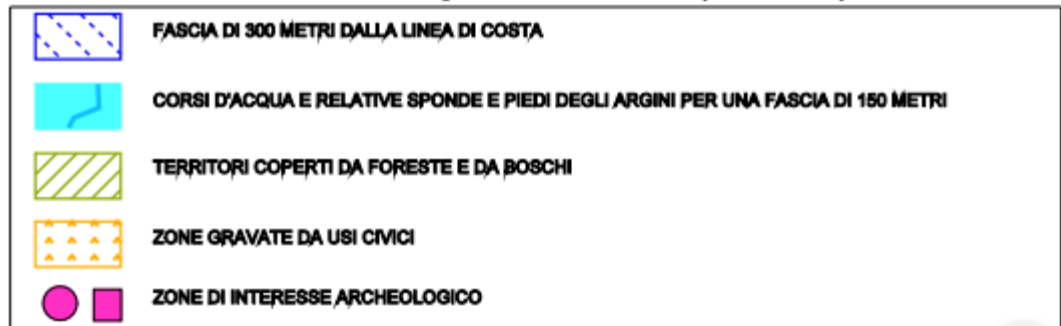 FASCIA DI 300 METRI DALLA LINEA DI COSTA
CORSI D'ACQUA E RELATIVE SPONDE E PIEDI DEGLI ARGINI PER UNA FASCIA DI 150 METRI
TERRITORI COPERTI DA FORESTE E DA BOSCHI
ZONE GRAVATE DA USI CIVICI
ZONE DI INTERESSE ARCHEOLOGICO